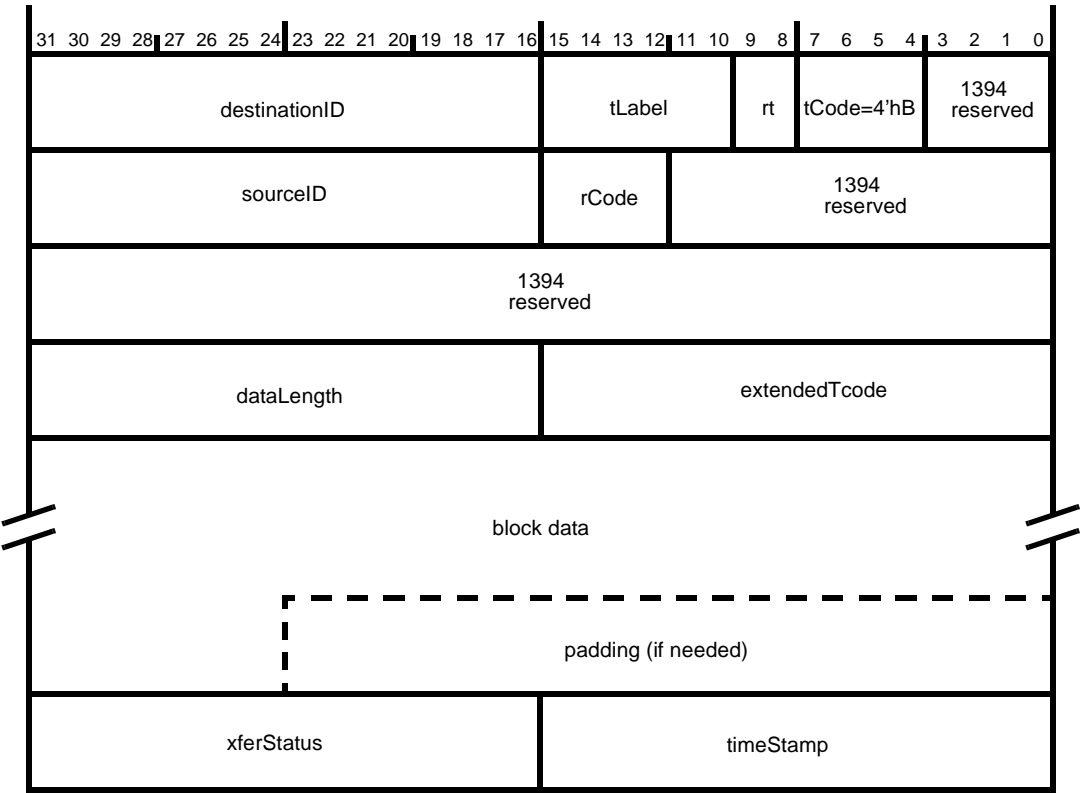 31 30 29 28 27 26 25 24 23 22 21 20 19 18 17 16 15 14 13 12 11 10 9 8 7 6 5 4 3 2 1 0
destinationID tLabel rt tCode=4'hB 1394
reserved
sourceID rCode 1394
reserved
1394
reserved
dataLength extendedTcode
block data
padding (if needed)
xferStatus timeStamp